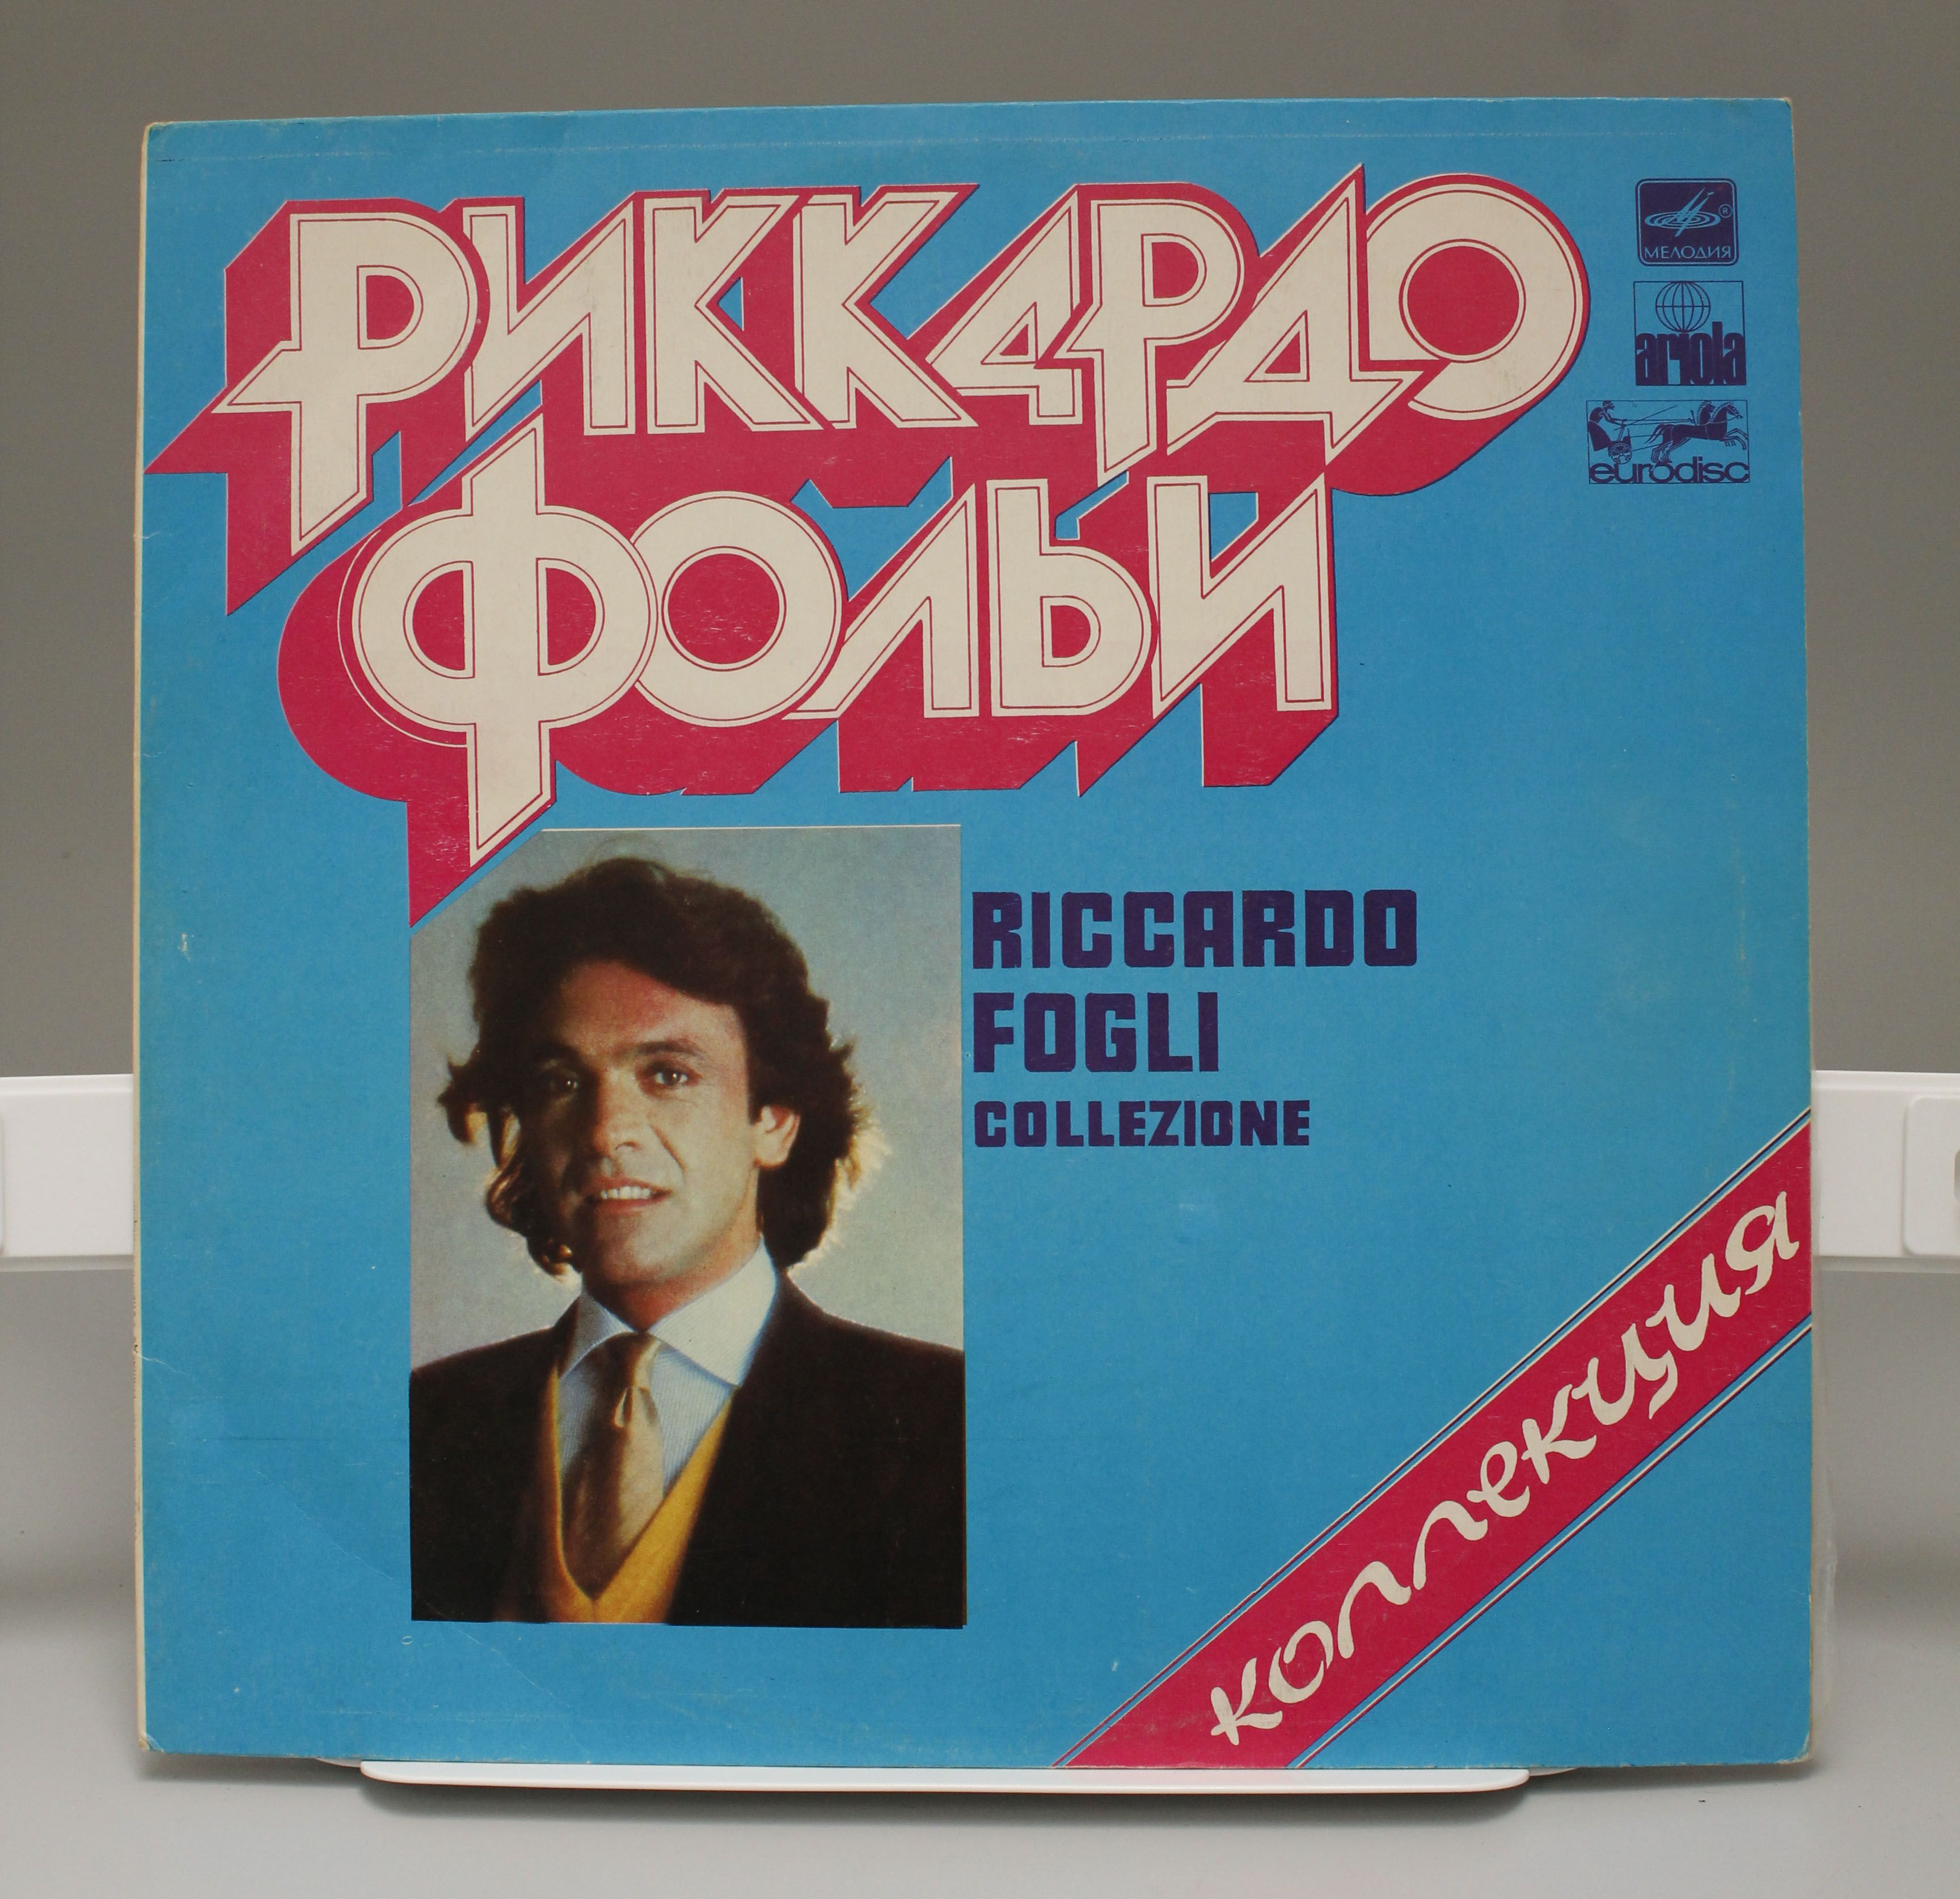 РИККАРДО
ФОЛЬИ
®
МЕЛОДИЯ
ariola
eurodisc
RICCARDO
FOGLI
COLLEZIONE
коллекция